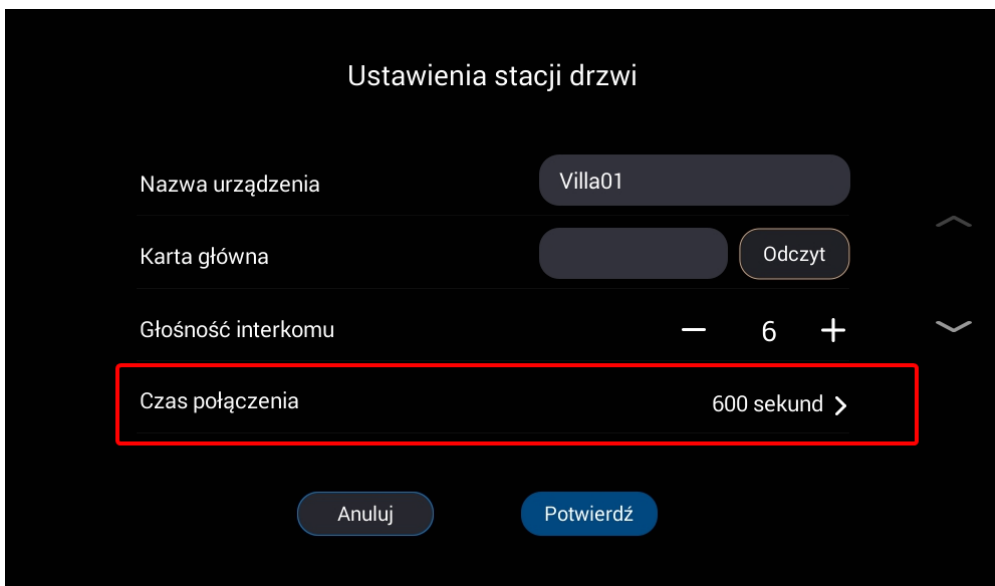 Ustawienia stacji drzwi
Nazwa urządzenia Villa01
Karta główna Odczyt
Głośność interkomu — 6 +
Czas połączenia 600 sekund >
Anuluj Potwierdź